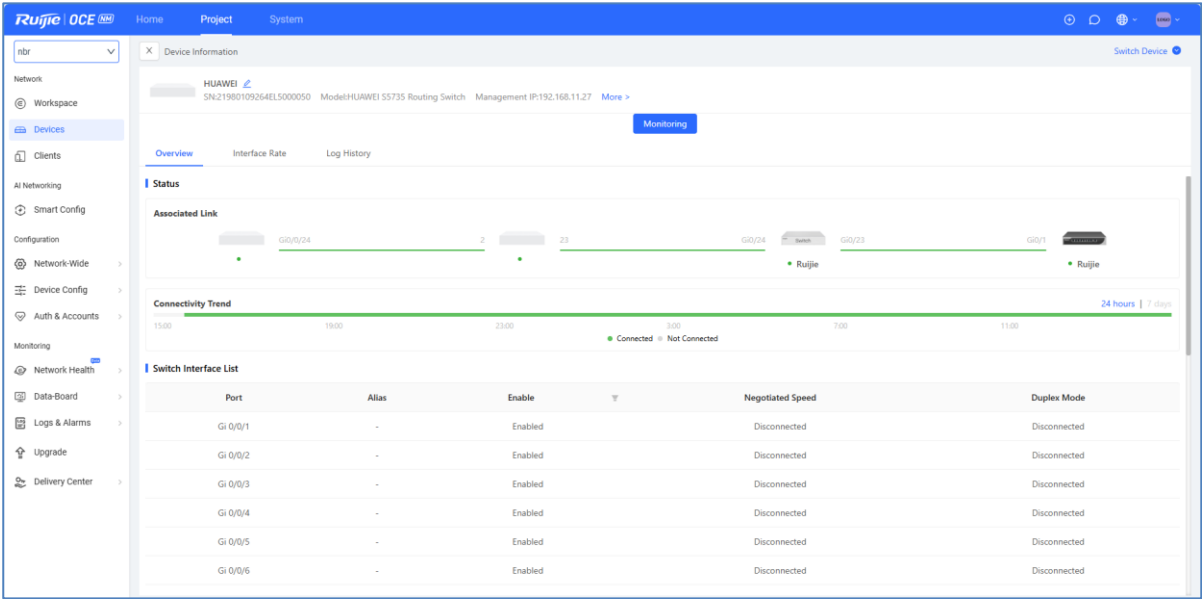 Ruijie | OCE NM Home Project System
nbr
X Device Information Switch Device
Network
Workspace
Devices
Clients
AI Networking
Smart Config
Configuration
Network-Wide
Device Config
Auth & Accounts
Monitoring
Network Health
Data-Board
Logs & Alarms
Upgrade
Delivery Center
HUAWEI
SN:21980109264EL5000050 Model:HUAWEI S5735 Routing Switch Management IP:192.168.11.27 More >
Monitoring
Overview Interface Rate Log History
Status
Associated Link
Gi0/0/24 2 23 Gi0/24 Switch Gi0/23 Gi0/1
Ruijie Ruijie
Connectivity Trend 24 hours | 7 days
15:00 19:00 23:00 3:00 7:00 11:00
Connected Not Connected
Switch Interface List
Port Alias Enable Negotiated Speed Duplex Mode
Gi 0/0/1 - Enabled Disconnected Disconnected
Gi 0/0/2 - Enabled Disconnected Disconnected
Gi 0/0/3 - Enabled Disconnected Disconnected
Gi 0/0/4 - Enabled Disconnected Disconnected
Gi 0/0/5 - Enabled Disconnected Disconnected
Gi 0/0/6 - Enabled Disconnected Disconnected